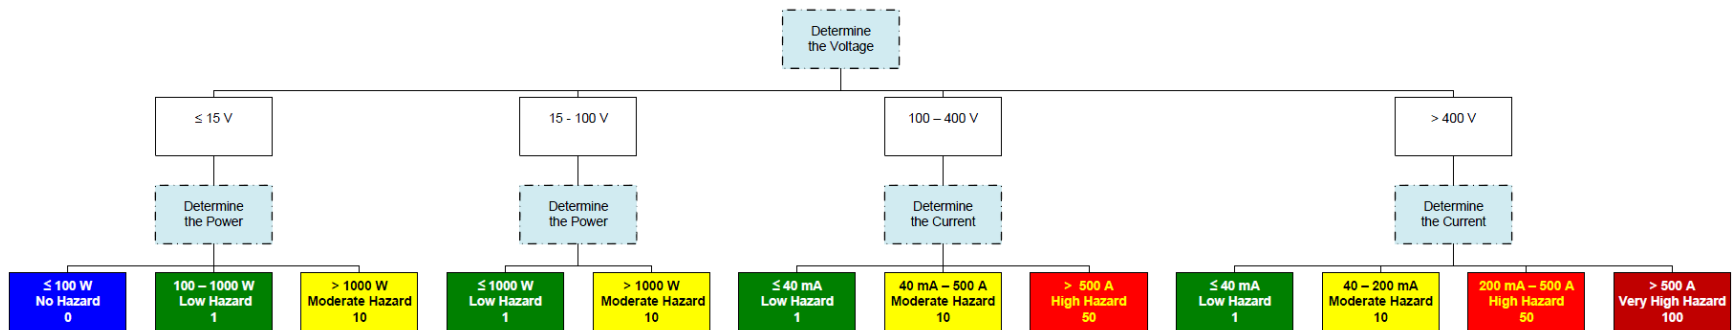 Determine
the Voltage
≤ 15 V
15 - 100 V
100 – 400 V
> 400 V
Determine
the Power
Determine
the Power
Determine
the Current
Determine
the Current
≤ 100 W
No Hazard
0
100 – 1000 W
Low Hazard
1
> 1000 W
Moderate Hazard
10
≤ 1000 W
Low Hazard
1
> 1000 W
Moderate Hazard
10
≤ 40 mA
Low Hazard
1
40 mA – 500 A
Moderate Hazard
10
> 500 A
High Hazard
50
≤ 40 mA
Low Hazard
1
40 – 200 mA
Moderate Hazard
10
200 mA – 500 A
High Hazard
50
> 500 A
Very High Hazard
100